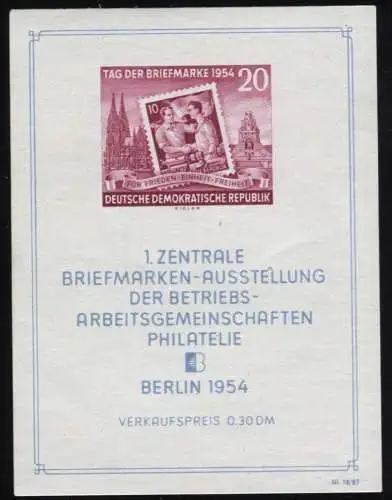 TAG DER BRIEFMARKE 1954 20
10
FÜR FRIEDEN · EINHEIT · FREIHEIT
DEUTSCHE DEMOKRATISCHE REPUBLIK
1. ZENTRALE
BRIEFMARKEN-AUSSTELLUNG
DER BETRIEBS-
ARBEITSGEMEINSCHAFTEN
PHILATELIE
B
BERLIN 1954
VERKAUFSPREIS 0.30 DM